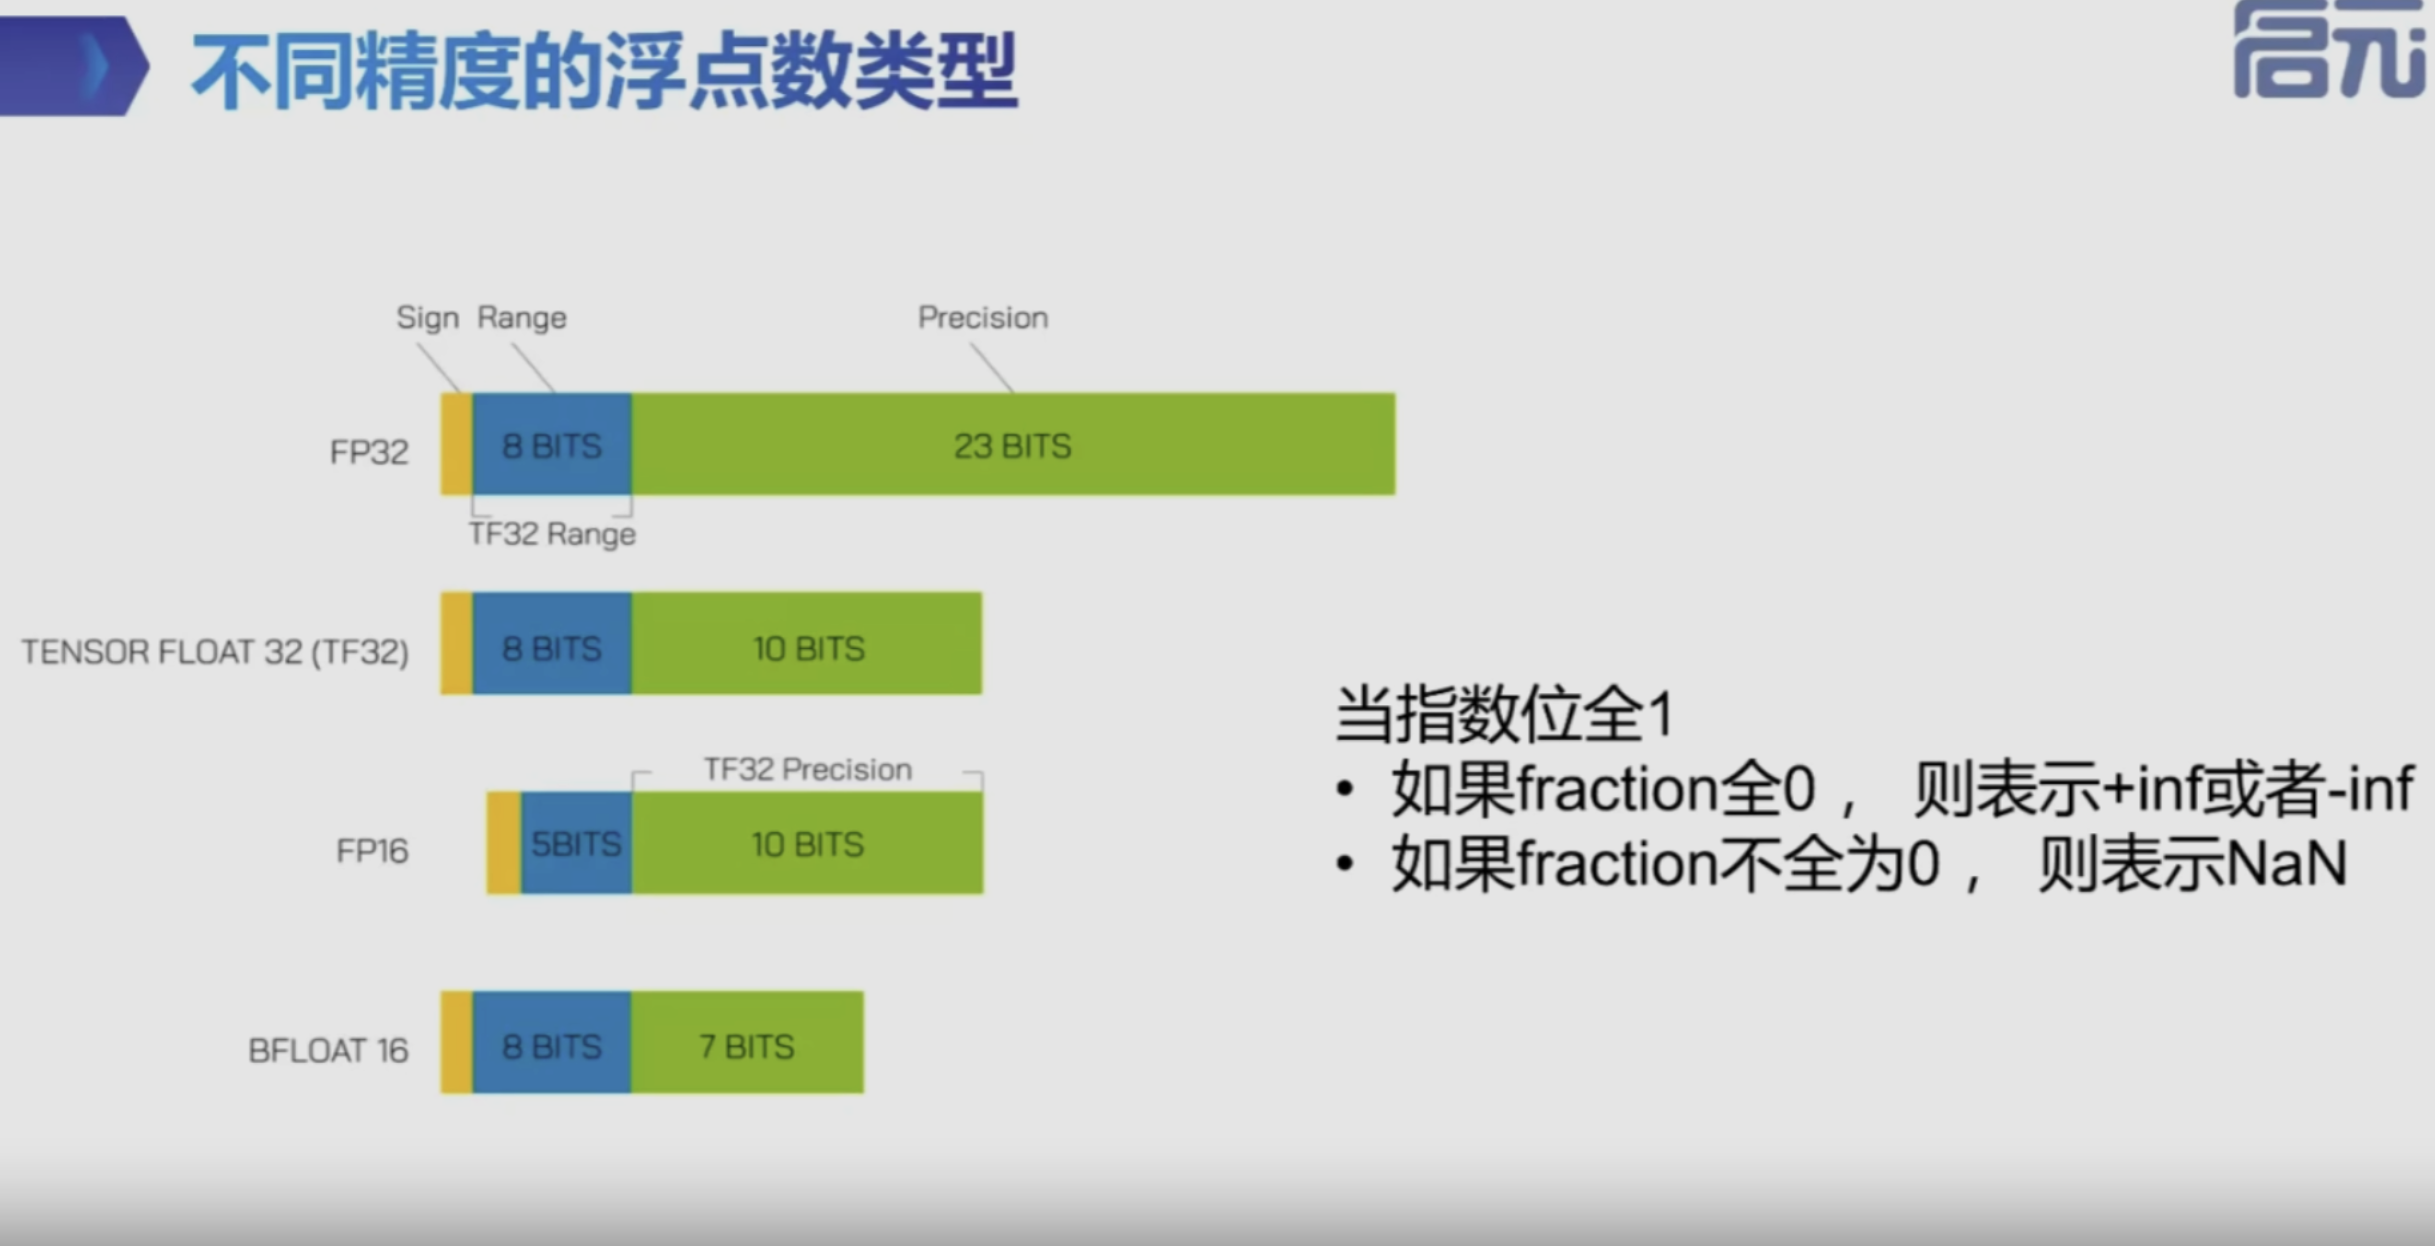 不同精度的浮点数类型
启元
Sign Range Precision
FP32 8 BITS 23 BITS
TF32 Range
TENSOR FLOAT 32 (TF32) 8 BITS 10 BITS
TF32 Precision
FP16 5BITS 10 BITS
BFLOAT 16 8 BITS 7 BITS
当指数位全1
• 如果fraction全0， 则表示+inf或者-inf
• 如果fraction不全为0， 则表示NaN